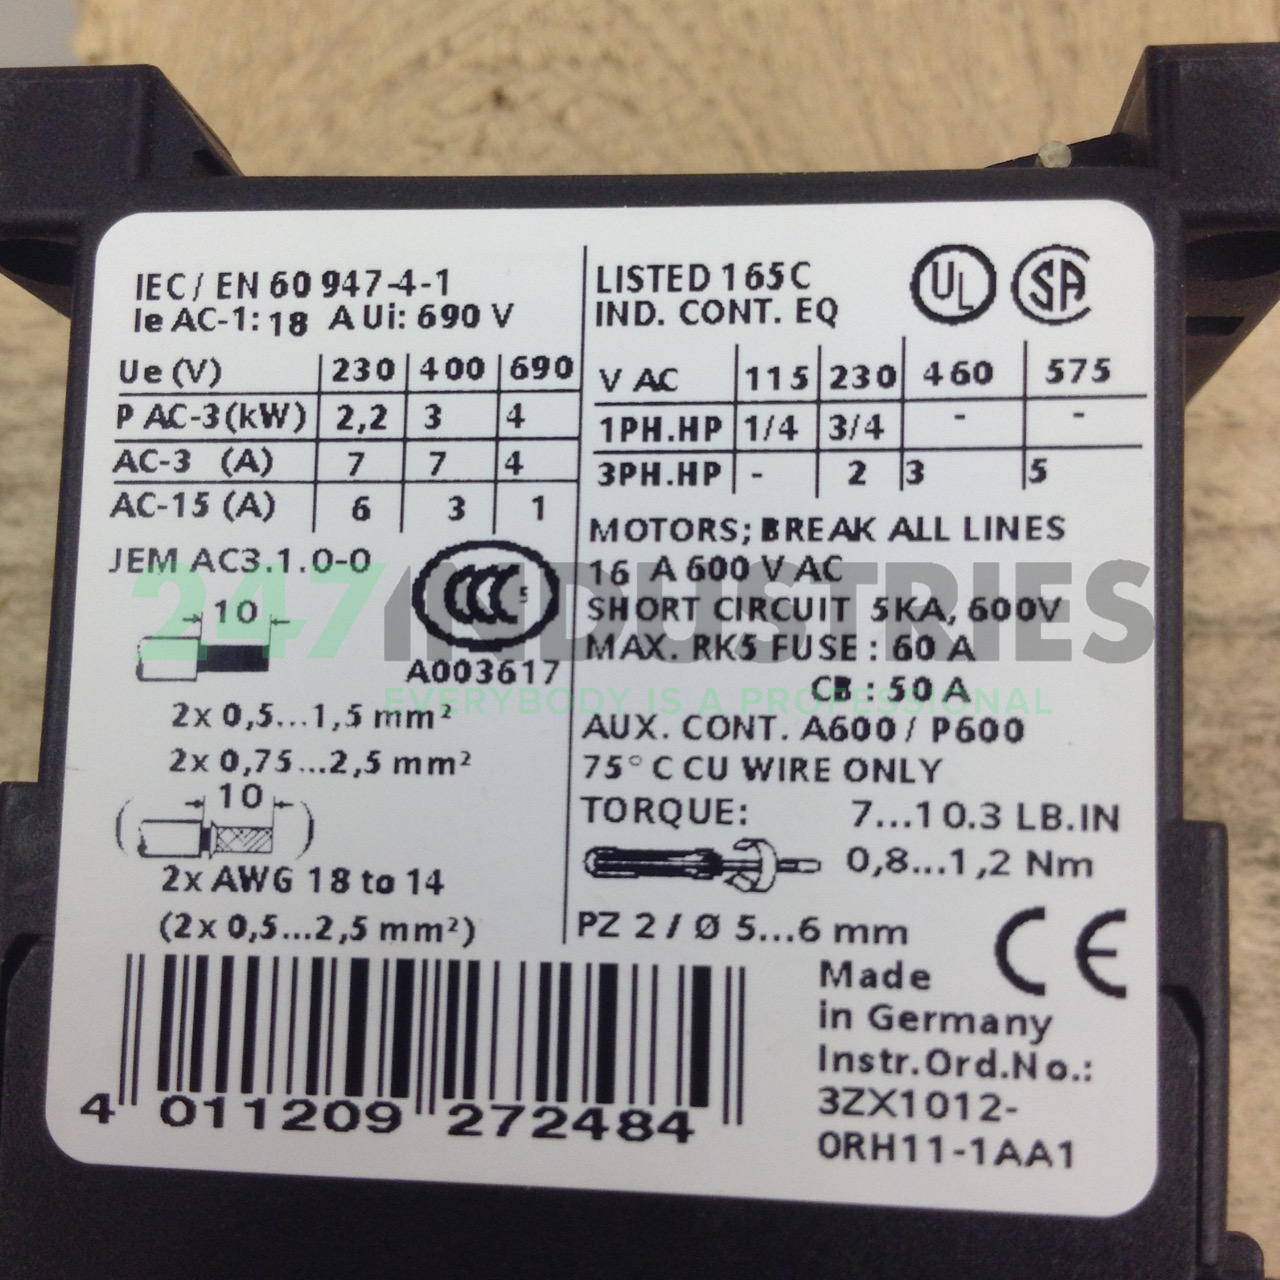 IEC/ EN 60 947-4-1
Ie AC-1: 18 A Ui: 690 V
Ue (V) 230 400 690
P AC-3(kW) 2,2 3 4
AC-3 (A) 7 7 4
AC-15 (A) 6 3 1
JEM AC3.1.0-0
10
CCC 5
A003617
2x 0,5...1,5 mm²
2x 0,75...2,5 mm²
( 10 )
2x AWG 18 to 14
(2x 0,5...2,5 mm²)
LISTED 165C
IND. CONT. EQ
UL SA
V AC 115 230 460 575
1PH.HP 1/4 3/4 - -
3PH.HP - 2 3 5
MOTORS; BREAK ALL LINES
16 A 600 V AC
SHORT CIRCUIT 5KA, 600V
MAX. RK5 FUSE : 60 A
CB : 50 A
AUX. CONT. A600 / P600
75° C CU WIRE ONLY
TORQUE: 7...10.3 LB.IN
0,8...1,2 Nm
PZ 2 / Ø 5...6 mm
CE
Made
in Germany
Instr.Ord.No.:
3ZX1012-
0RH11-1AA1
4 011209 272484
247INDUSTRIES
EVERYBODY IS A PROFESSIONAL